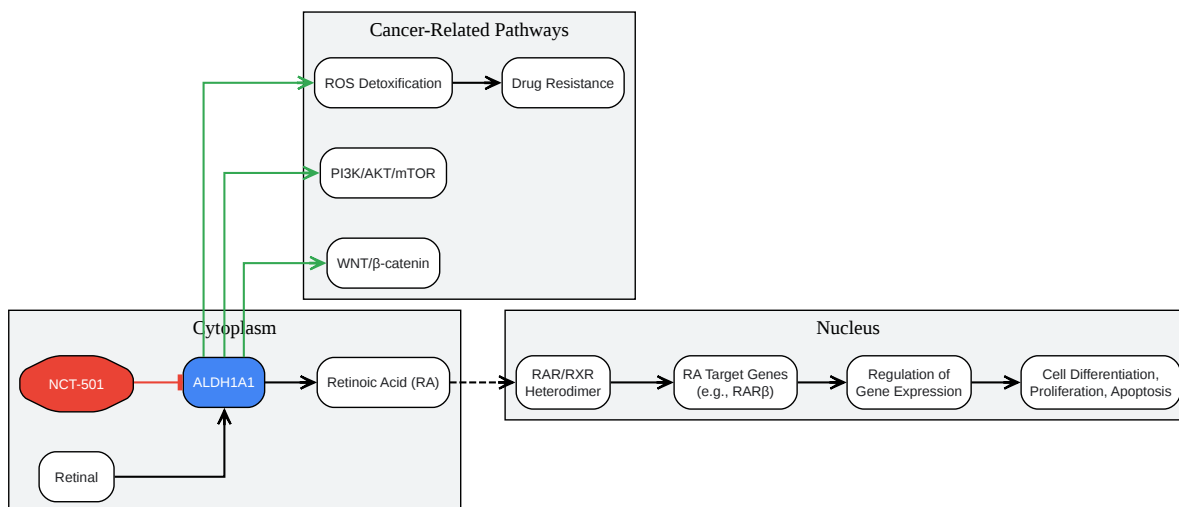 Cancer-Related Pathways
ROS Detoxification
Drug Resistance
PI3K/AKT/mTOR
WNT/β-catenin
Cytoplasm
NCT-501
ALDH1A1
Retinoic Acid (RA)
Retinal
Nucleus
RAR/RXR
Heterodimer
RA Target Genes
(e.g., RARβ)
Regulation of
Gene Expression
Cell Differentiation,
Proliferation, Apoptosis